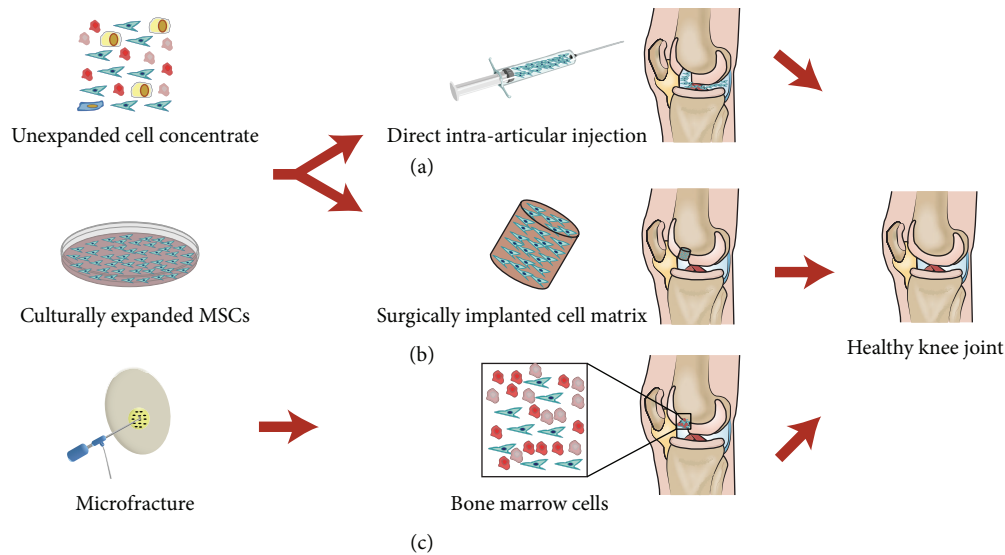 Unexpanded cell concentrate
Direct intra-articular injection
(a)
Culturally expanded MSCs
Surgically implanted cell matrix
(b)
Healthy knee joint
Microfracture
Bone marrow cells
(c)